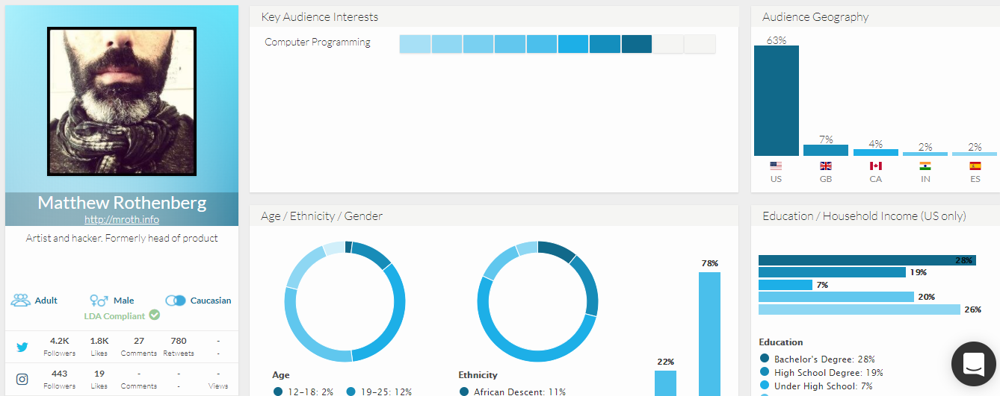 Matthew Rothenberg
http://mroth.info
Artist and hacker. Formerly head of product
Adult Male Caucasian
LDA Compliant
4.2K 1.8K 27 780 -
Followers Likes Comments Retweets -
443 19 - - -
Followers Likes Comments - Views
Key Audience Interests
Computer Programming
Audience Geography
63%
7%
4%
2%
2%
US GB CA IN ES
Age / Ethnicity / Gender
78%
22%
Age
12-18: 2% 19-25: 12%
Ethnicity
African Descent: 11%
Education / Household Income (US only)
28%
19%
7%
20%
26%
Education
Bachelor's Degree: 28%
High School Degree: 19%
Under High School: 7%